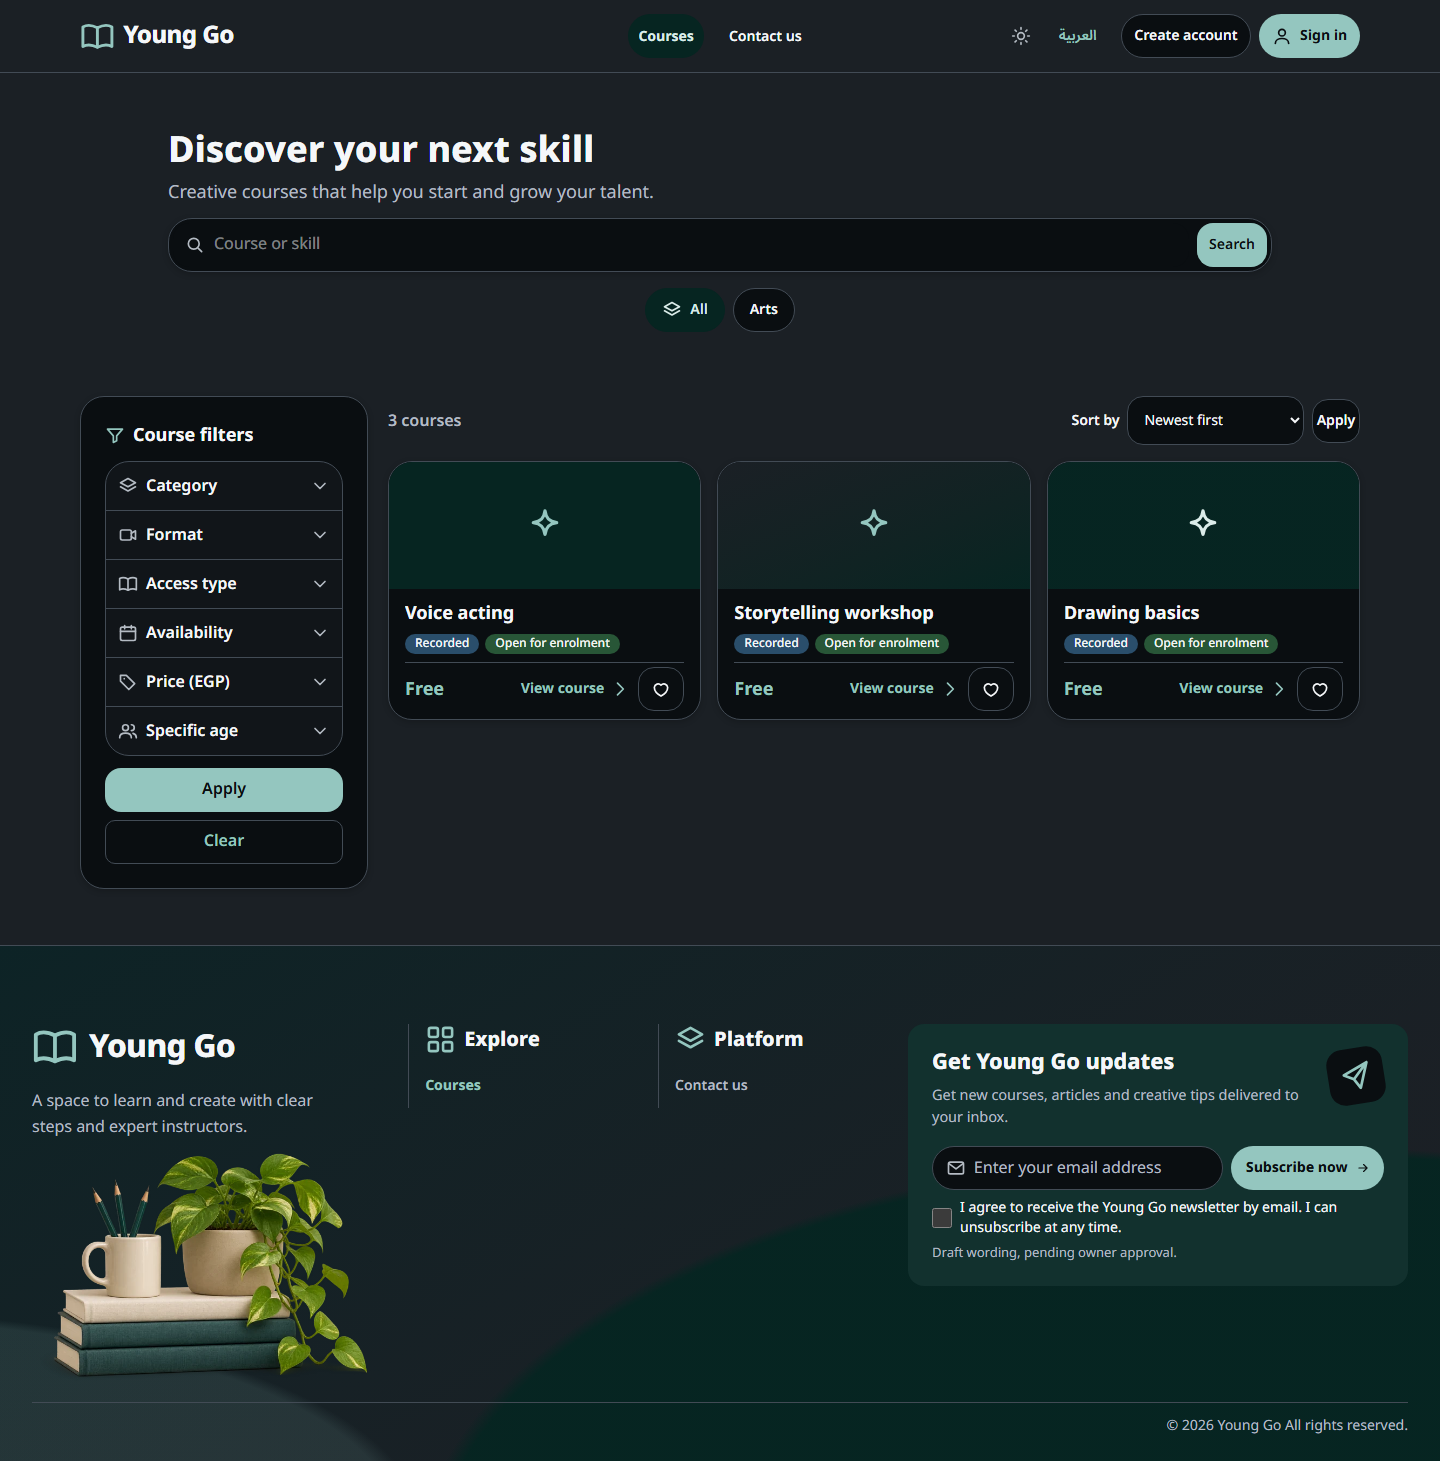 Young Go
Courses
Contact us
العربية
Create account
Sign in
Discover your next skill
Creative courses that help you start and grow your talent.
Course or skill
Search
All
Arts
Course filters
Category
Format
Access type
Availability
Price (EGP)
Specific age
Apply
Clear
3 courses
Sort by
Newest first
Apply
Voice acting
Recorded
Open for enrolment
Free
View course
Storytelling workshop
Recorded
Open for enrolment
Free
View course
Drawing basics
Recorded
Open for enrolment
Free
View course
Young Go
A space to learn and create with clear
steps and expert instructors.
Explore
Courses
Platform
Contact us
Get Young Go updates
Get new courses, articles and creative tips delivered to
your inbox.
Enter your email address
Subscribe now
I agree to receive the Young Go newsletter by email. I can
unsubscribe at any time.
Draft wording, pending owner approval.
© 2026 Young Go All rights reserved.